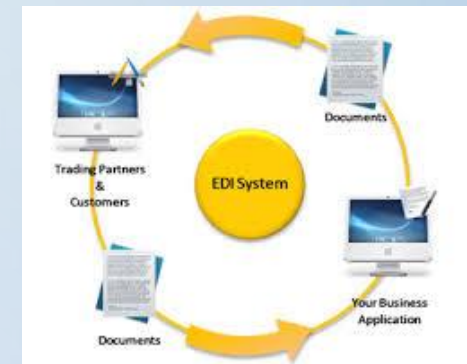 Documents
Trading Partners
&
Customers
EDI System
Your Business
Application
Documents